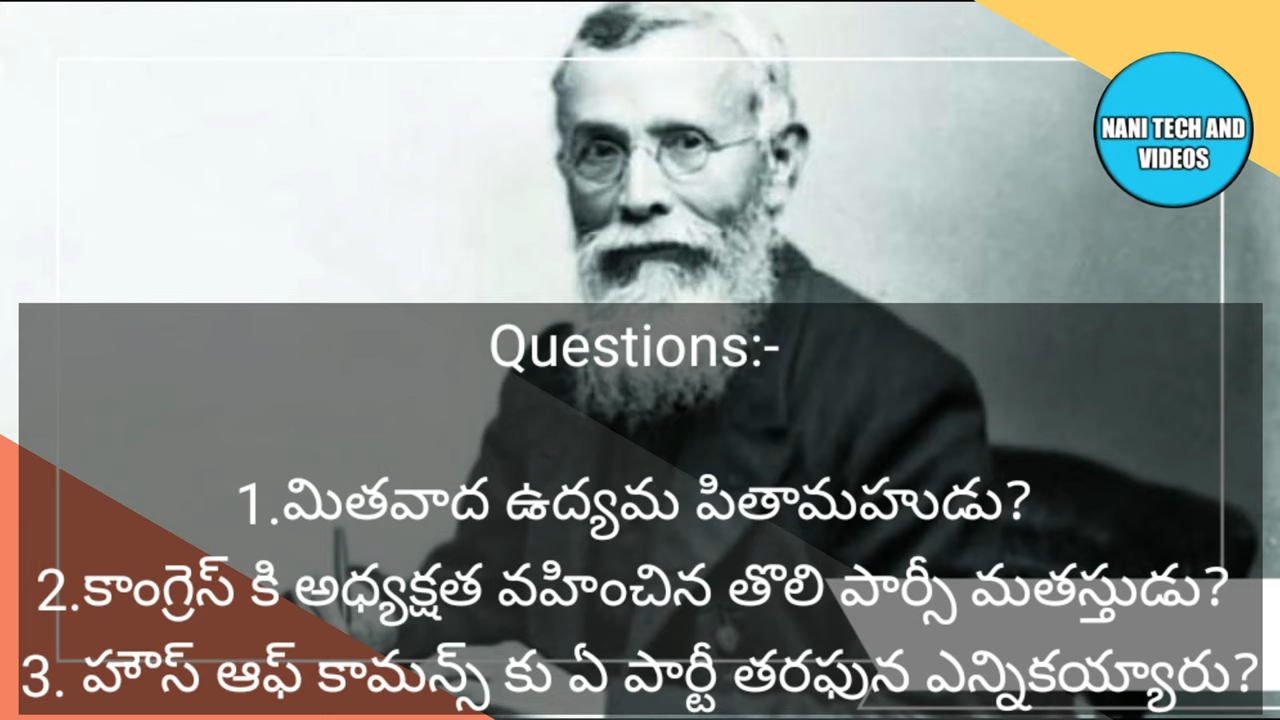 NANI TECH AND
VIDEOS
Questions:-
1.మితవాద ఉద్యమ పితామహుడు?
2.కాంగ్రెస్ కి అధ్యక్షత వహించిన తొలి పార్సీ మతస్తుడు?
3. హౌస్ ఆఫ్ కామన్స్ కు ఏ పార్టీ తరఫున ఎన్నికయ్యారు?